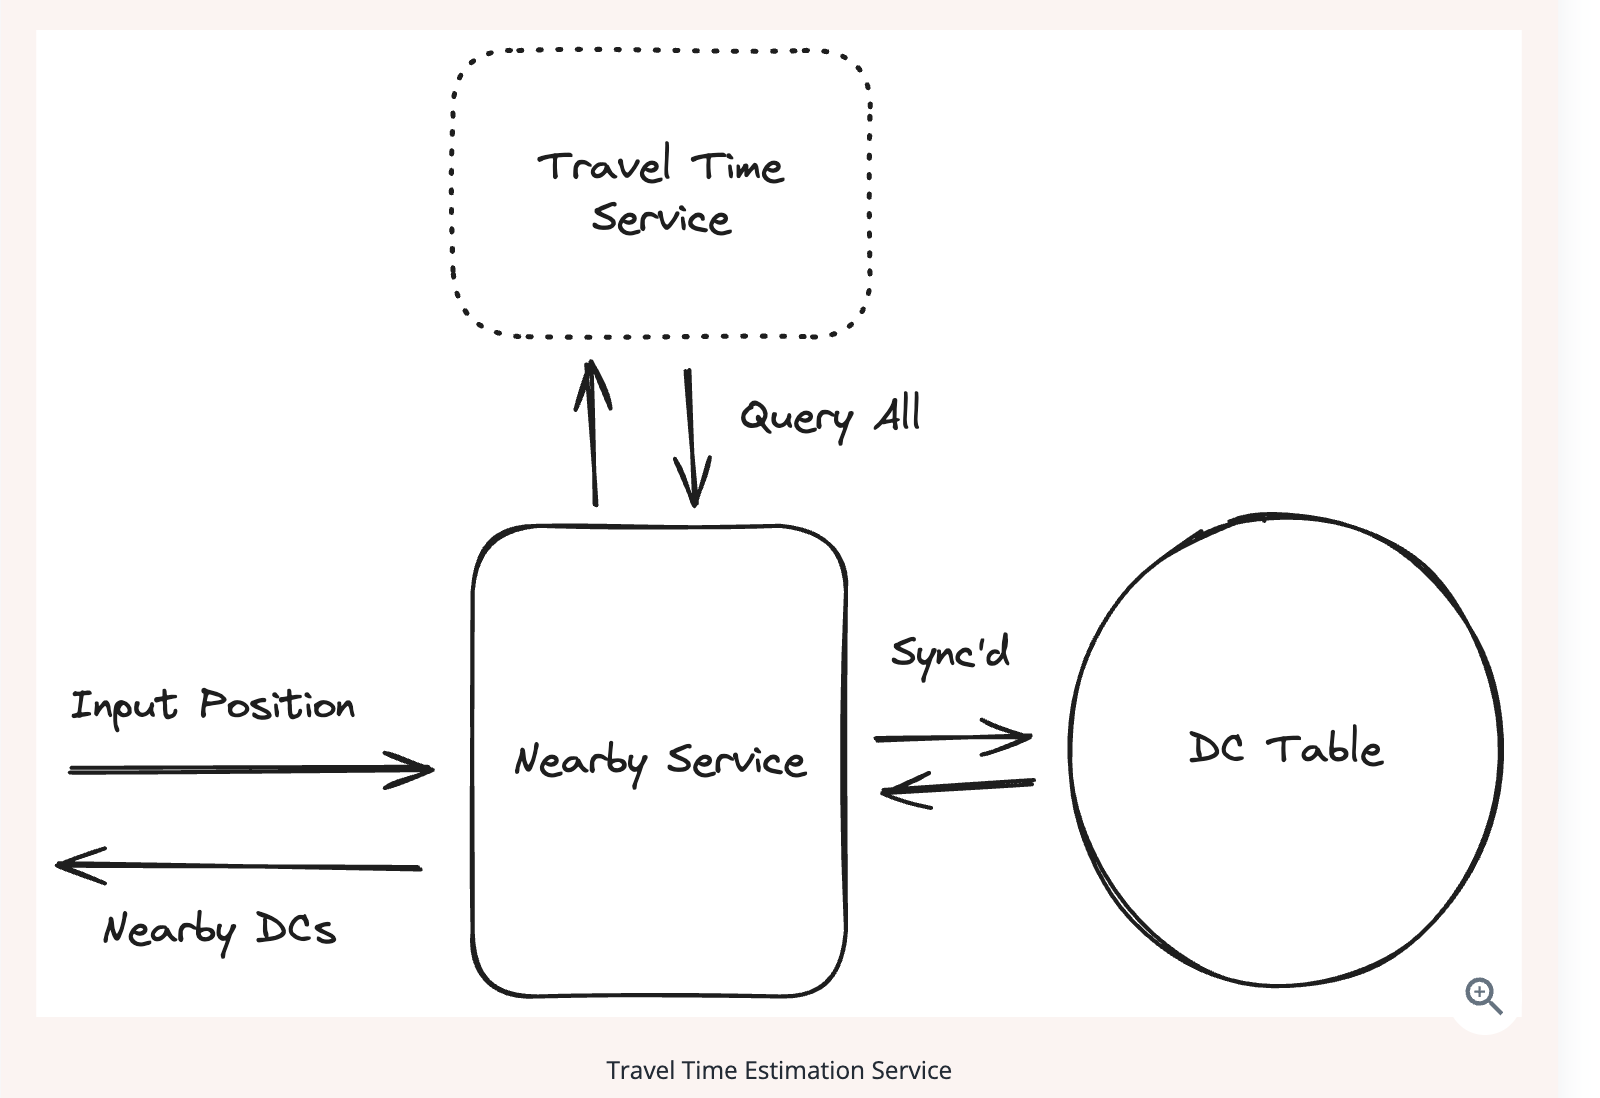 Travel Time
Service
Query All
Sync'd
Input Position
Nearby Service
DC Table
Nearby DCs
Travel Time Estimation Service